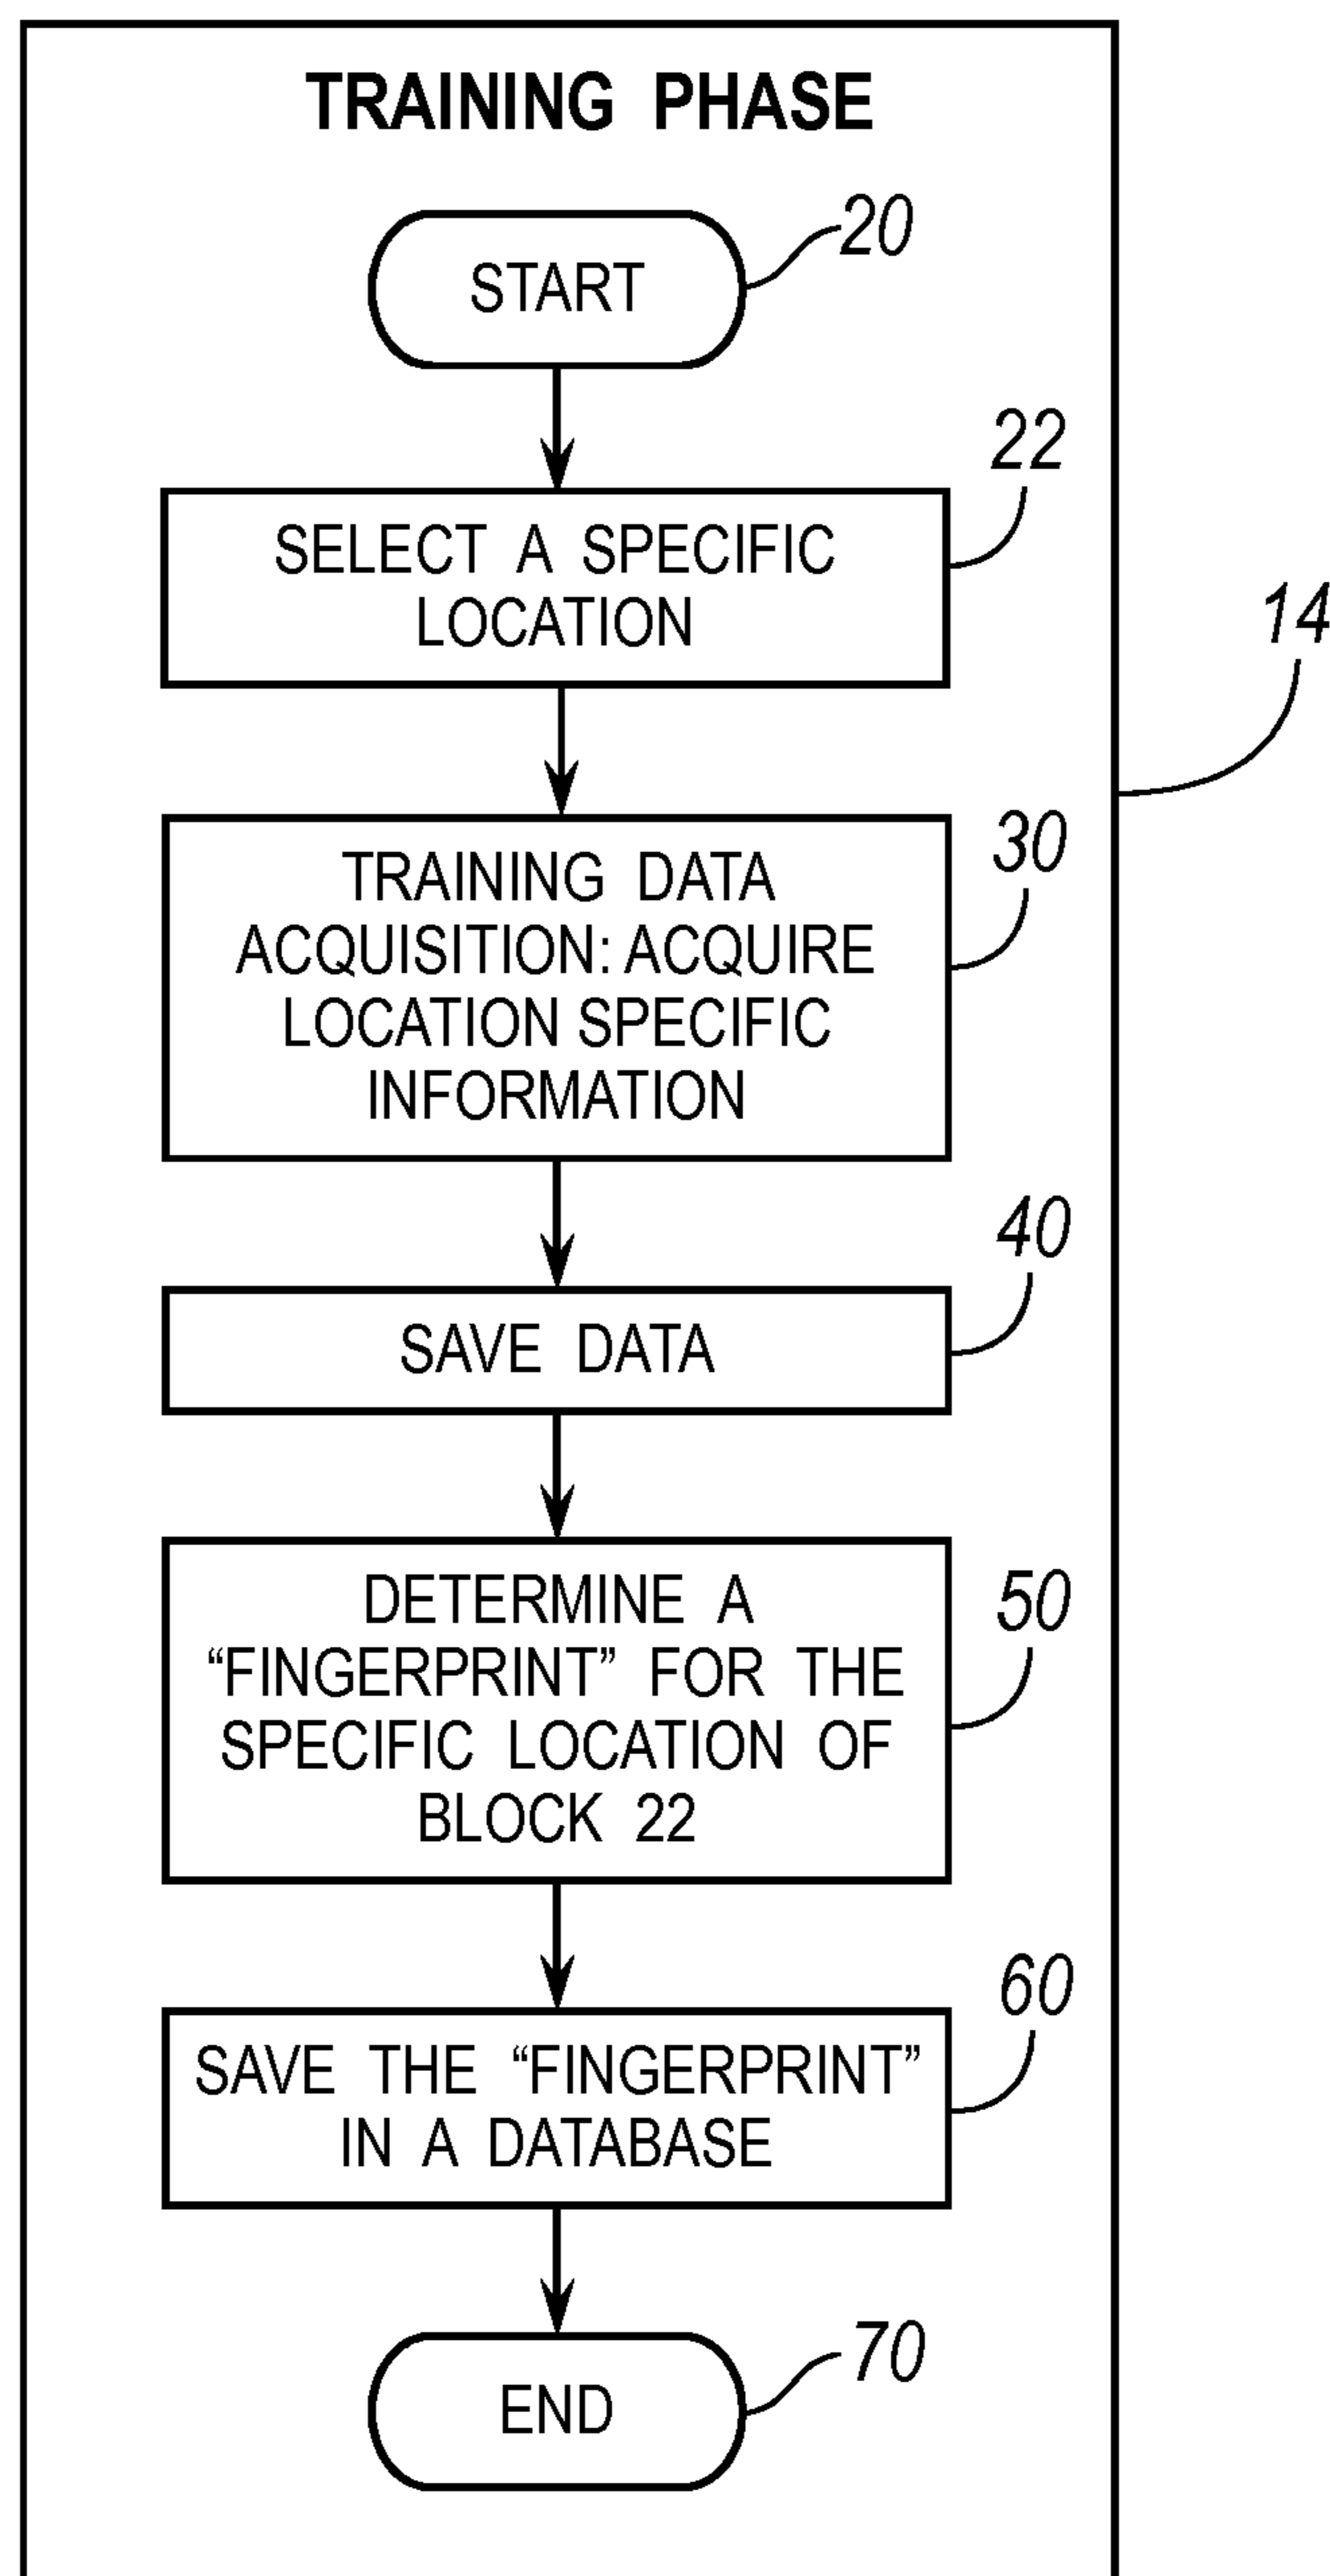 TRAINING PHASE
20
START
22
SELECT A SPECIFIC
LOCATION
14
30
TRAINING DATA
ACQUISITION: ACQUIRE
LOCATION SPECIFIC
INFORMATION
40
SAVE DATA
50
DETERMINE A
“FINGERPRINT” FOR THE
SPECIFIC LOCATION OF
BLOCK 22
60
SAVE THE “FINGERPRINT”
IN A DATABASE
70
END